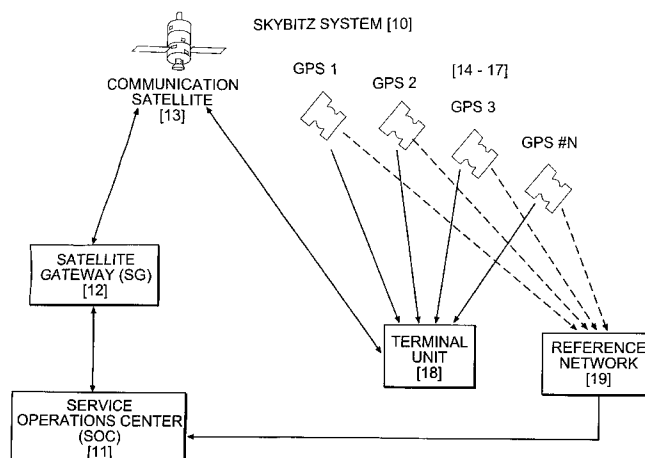 SKYBITZ SYSTEM [10]
COMMUNICATION
SATELLITE
[13]
GPS 1
GPS 2
[14 - 17]
GPS 3
GPS #N
SATELLITE
GATEWAY (SG)
[12]
TERMINAL
UNIT
[18]
REFERENCE
NETWORK
[19]
SERVICE
OPERATIONS CENTER
(SOC)
[11]